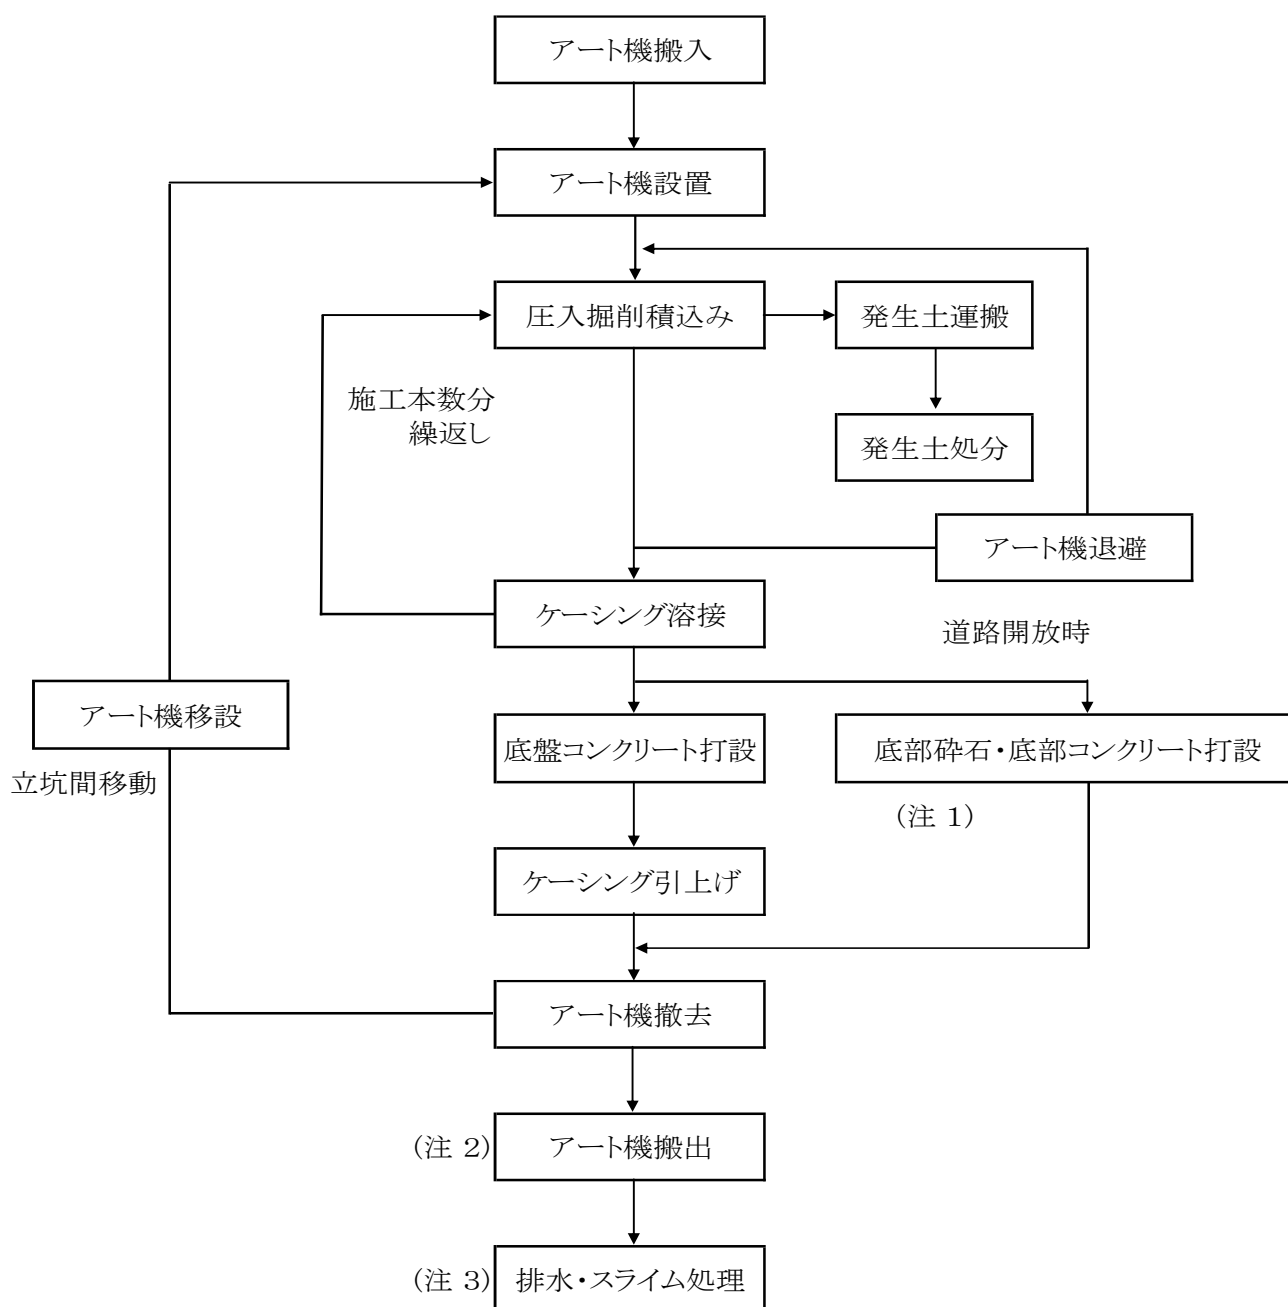 アート機搬入
アート機設置
圧入掘削積込み
発生土運搬
施工本数分
繰返し
発生土処分
アート機退避
ケーシング溶接
道路開放時
アート機移設
底盤コンクリート打設
底部砕石・底部コンクリート打設
立坑間移動
（注 1）
ケーシング引上げ
アート機撤去
（注 2）
アート機搬出
（注 3）
排水・スライム処理